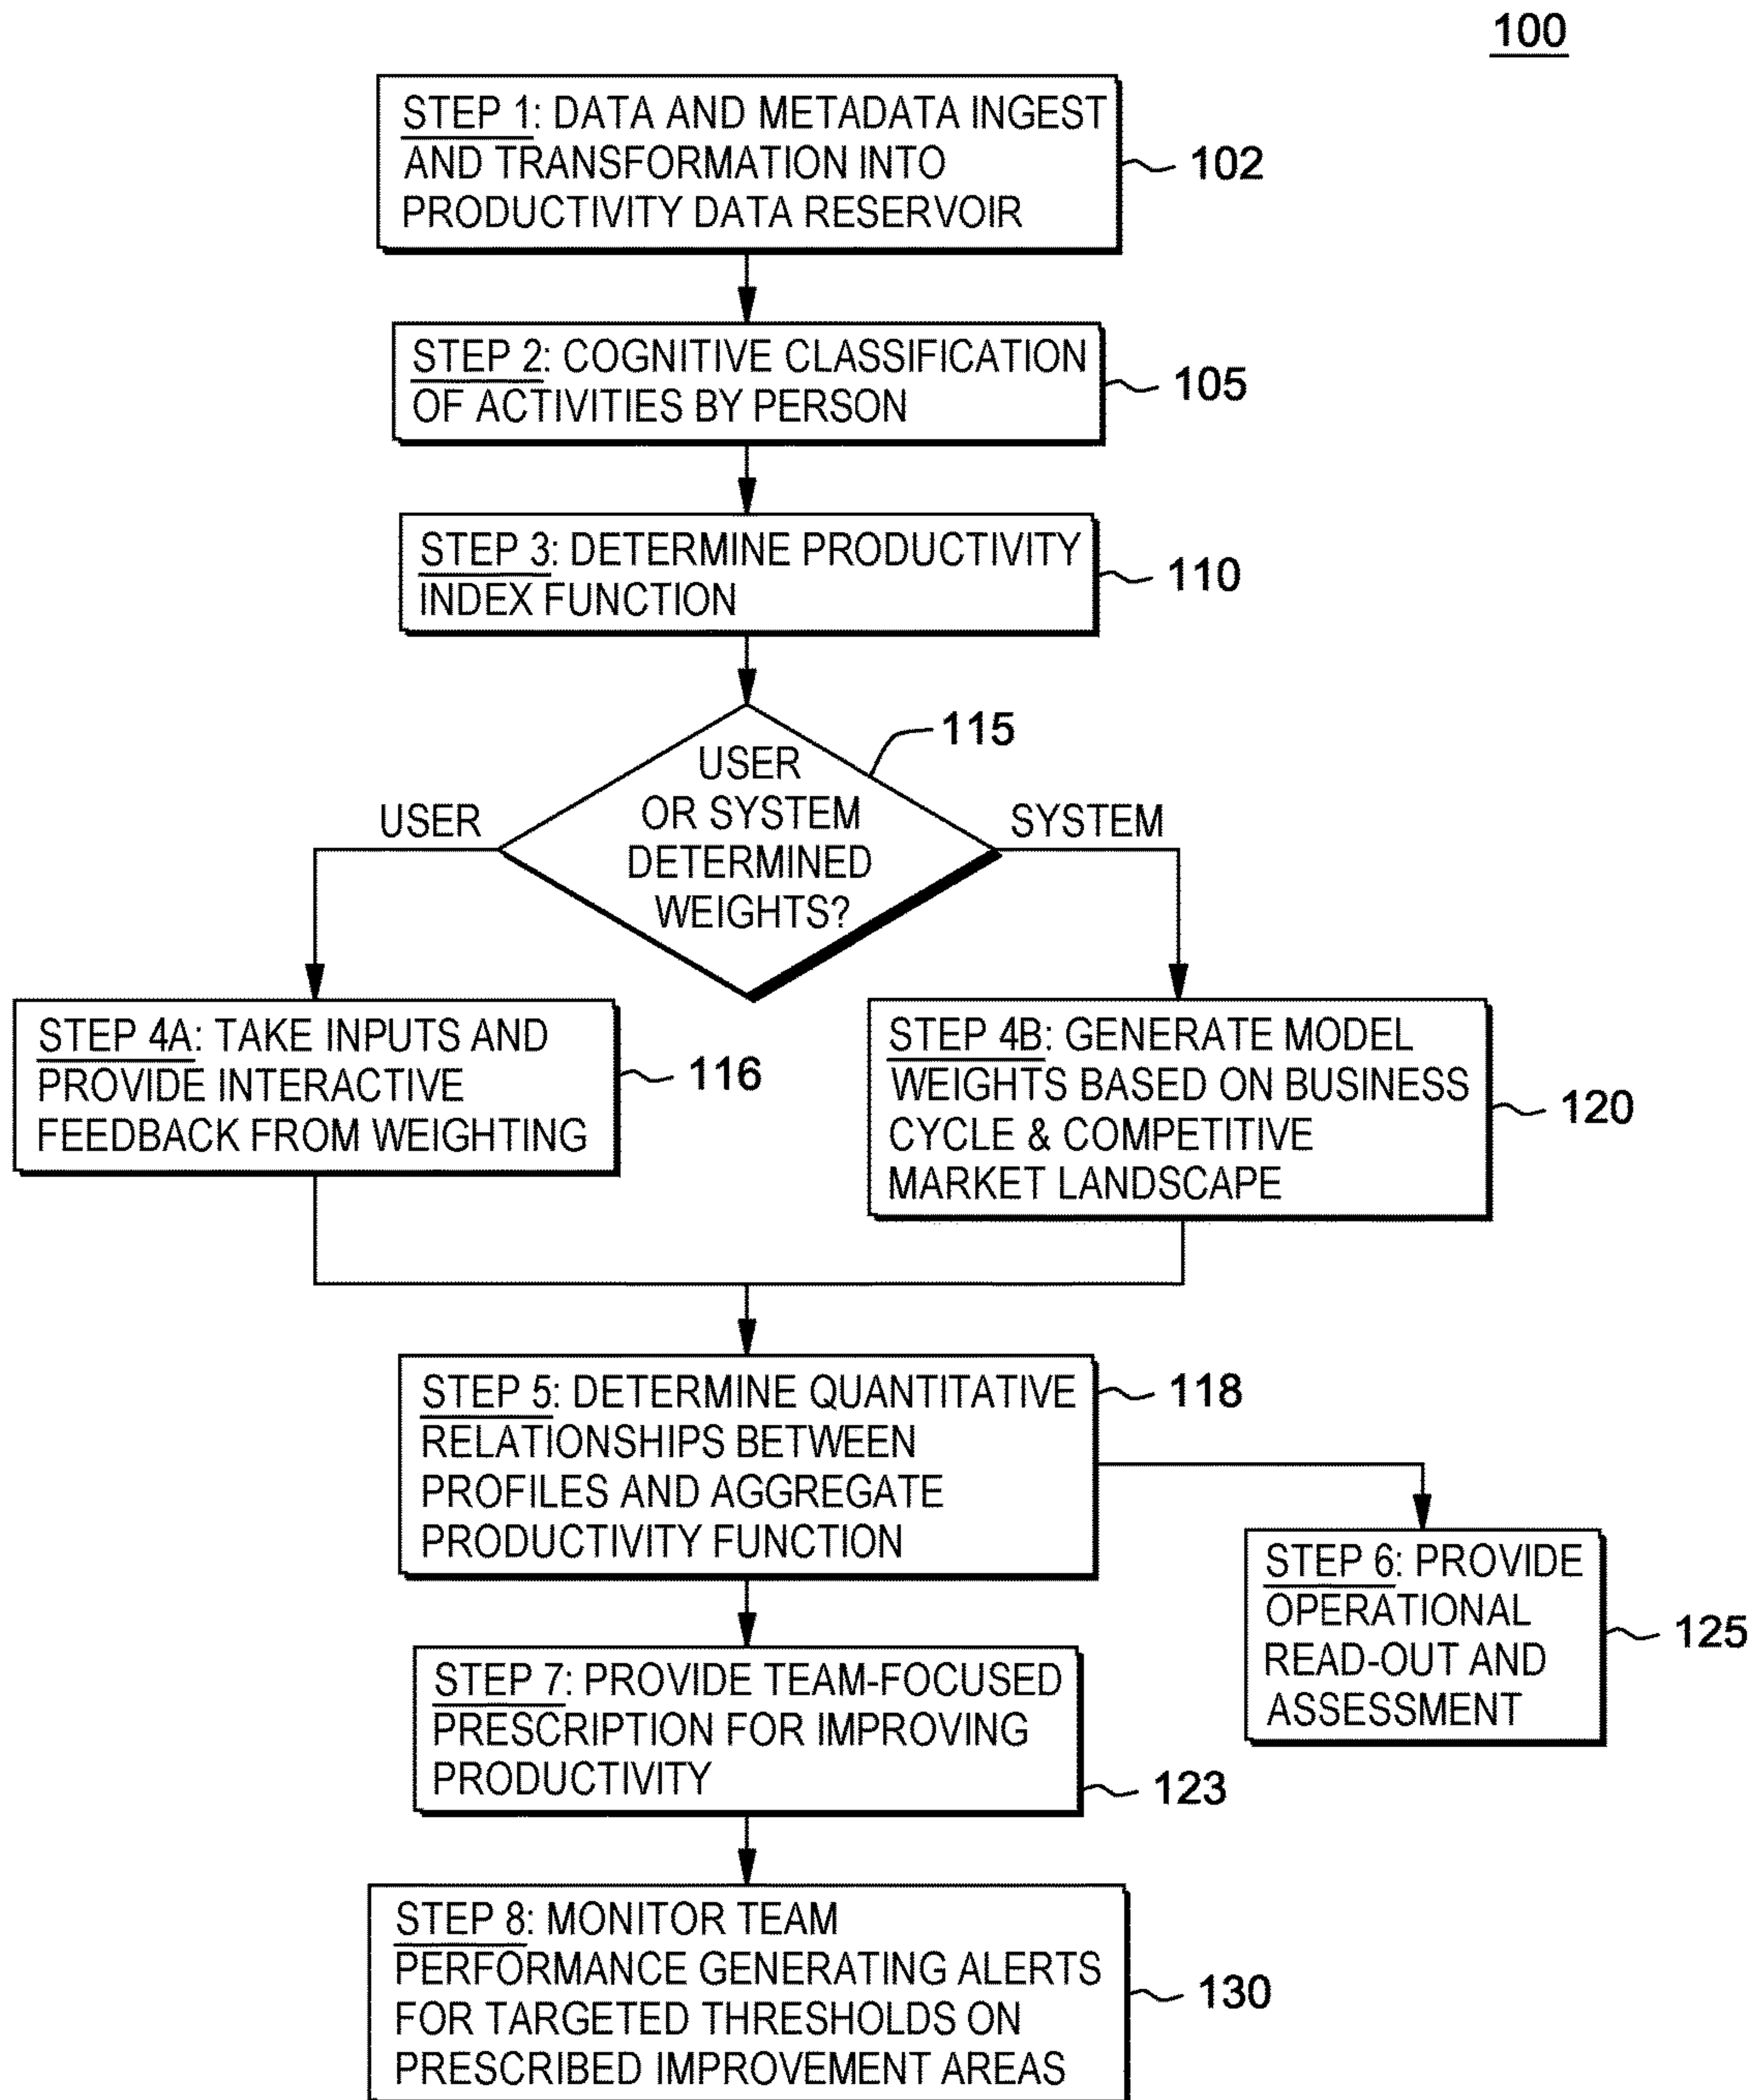 100
STEP 1: DATA AND METADATA INGEST
AND TRANSFORMATION INTO
PRODUCTIVITY DATA RESERVOIR
102
STEP 2: COGNITIVE CLASSIFICATION
OF ACTIVITIES BY PERSON
105
STEP 3: DETERMINE PRODUCTIVITY
INDEX FUNCTION
110
115
USER
OR SYSTEM
DETERMINED
WEIGHTS?
USER
SYSTEM
STEP 4A: TAKE INPUTS AND
PROVIDE INTERACTIVE
FEEDBACK FROM WEIGHTING
116
STEP 4B: GENERATE MODEL
WEIGHTS BASED ON BUSINESS
CYCLE & COMPETITIVE
MARKET LANDSCAPE
120
STEP 5: DETERMINE QUANTITATIVE
RELATIONSHIPS BETWEEN
PROFILES AND AGGREGATE
PRODUCTIVITY FUNCTION
118
STEP 6: PROVIDE
OPERATIONAL
READ-OUT AND
ASSESSMENT
125
STEP 7: PROVIDE TEAM-FOCUSED
PRESCRIPTION FOR IMPROVING
PRODUCTIVITY
123
STEP 8: MONITOR TEAM
PERFORMANCE GENERATING ALERTS
FOR TARGETED THRESHOLDS ON
PRESCRIBED IMPROVEMENT AREAS
130